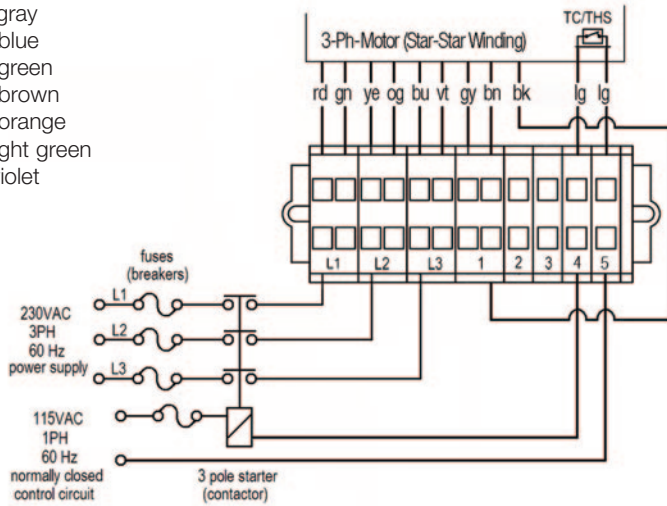 gray
blue
green
brown
orange
ght green
iolet
TC/THS
3-Ph-Motor (Star-Star Winding)
rd gn ye og bu vt gy bn bk lg lg
L1 L2 L3 1 2 3 4 5
fuses
(breakers)
L1
L2
L3
230VAC
3PH
60 Hz
power supply
115VAC
1PH
60 Hz
normally closed
control circuit
3 pole starter
(contactor)